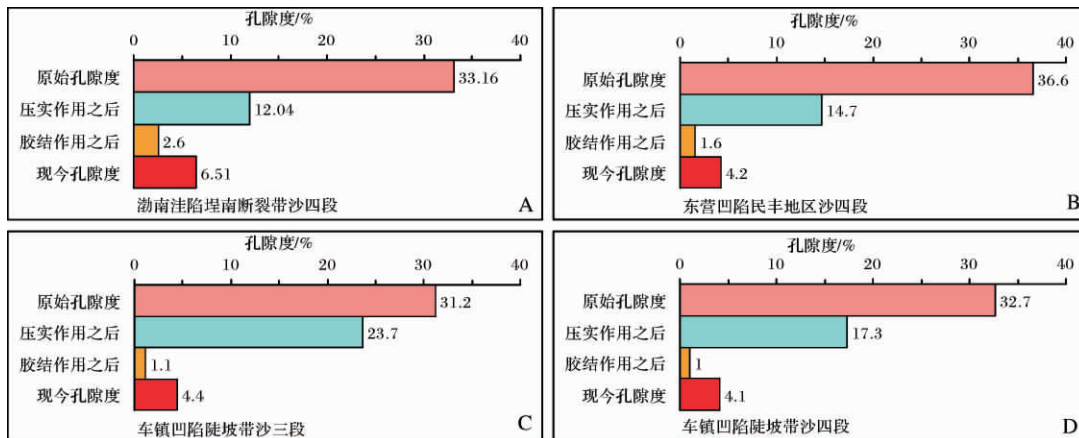 孔隙度/%
0 10 20 30 40
原始孔隙度 33.16
压实作用之后 12.04
胶结作用之后 2.6
现今孔隙度 6.51
渤南洼陷埕南断裂带沙四段 A
孔隙度/%
0 10 20 30 40
原始孔隙度 36.6
压实作用之后 14.7
胶结作用之后 1.6
现今孔隙度 4.2
东营凹陷民丰地区沙四段 B
孔隙度/%
0 10 20 30 40
原始孔隙度 31.2
压实作用之后 23.7
胶结作用之后 1.1
现今孔隙度 4.4
车镇凹陷陡坡带沙三段 C
孔隙度/%
0 10 20 30 40
原始孔隙度 32.7
压实作用之后 17.3
胶结作用之后 1
现今孔隙度 4.1
车镇凹陷陡坡带沙四段 D